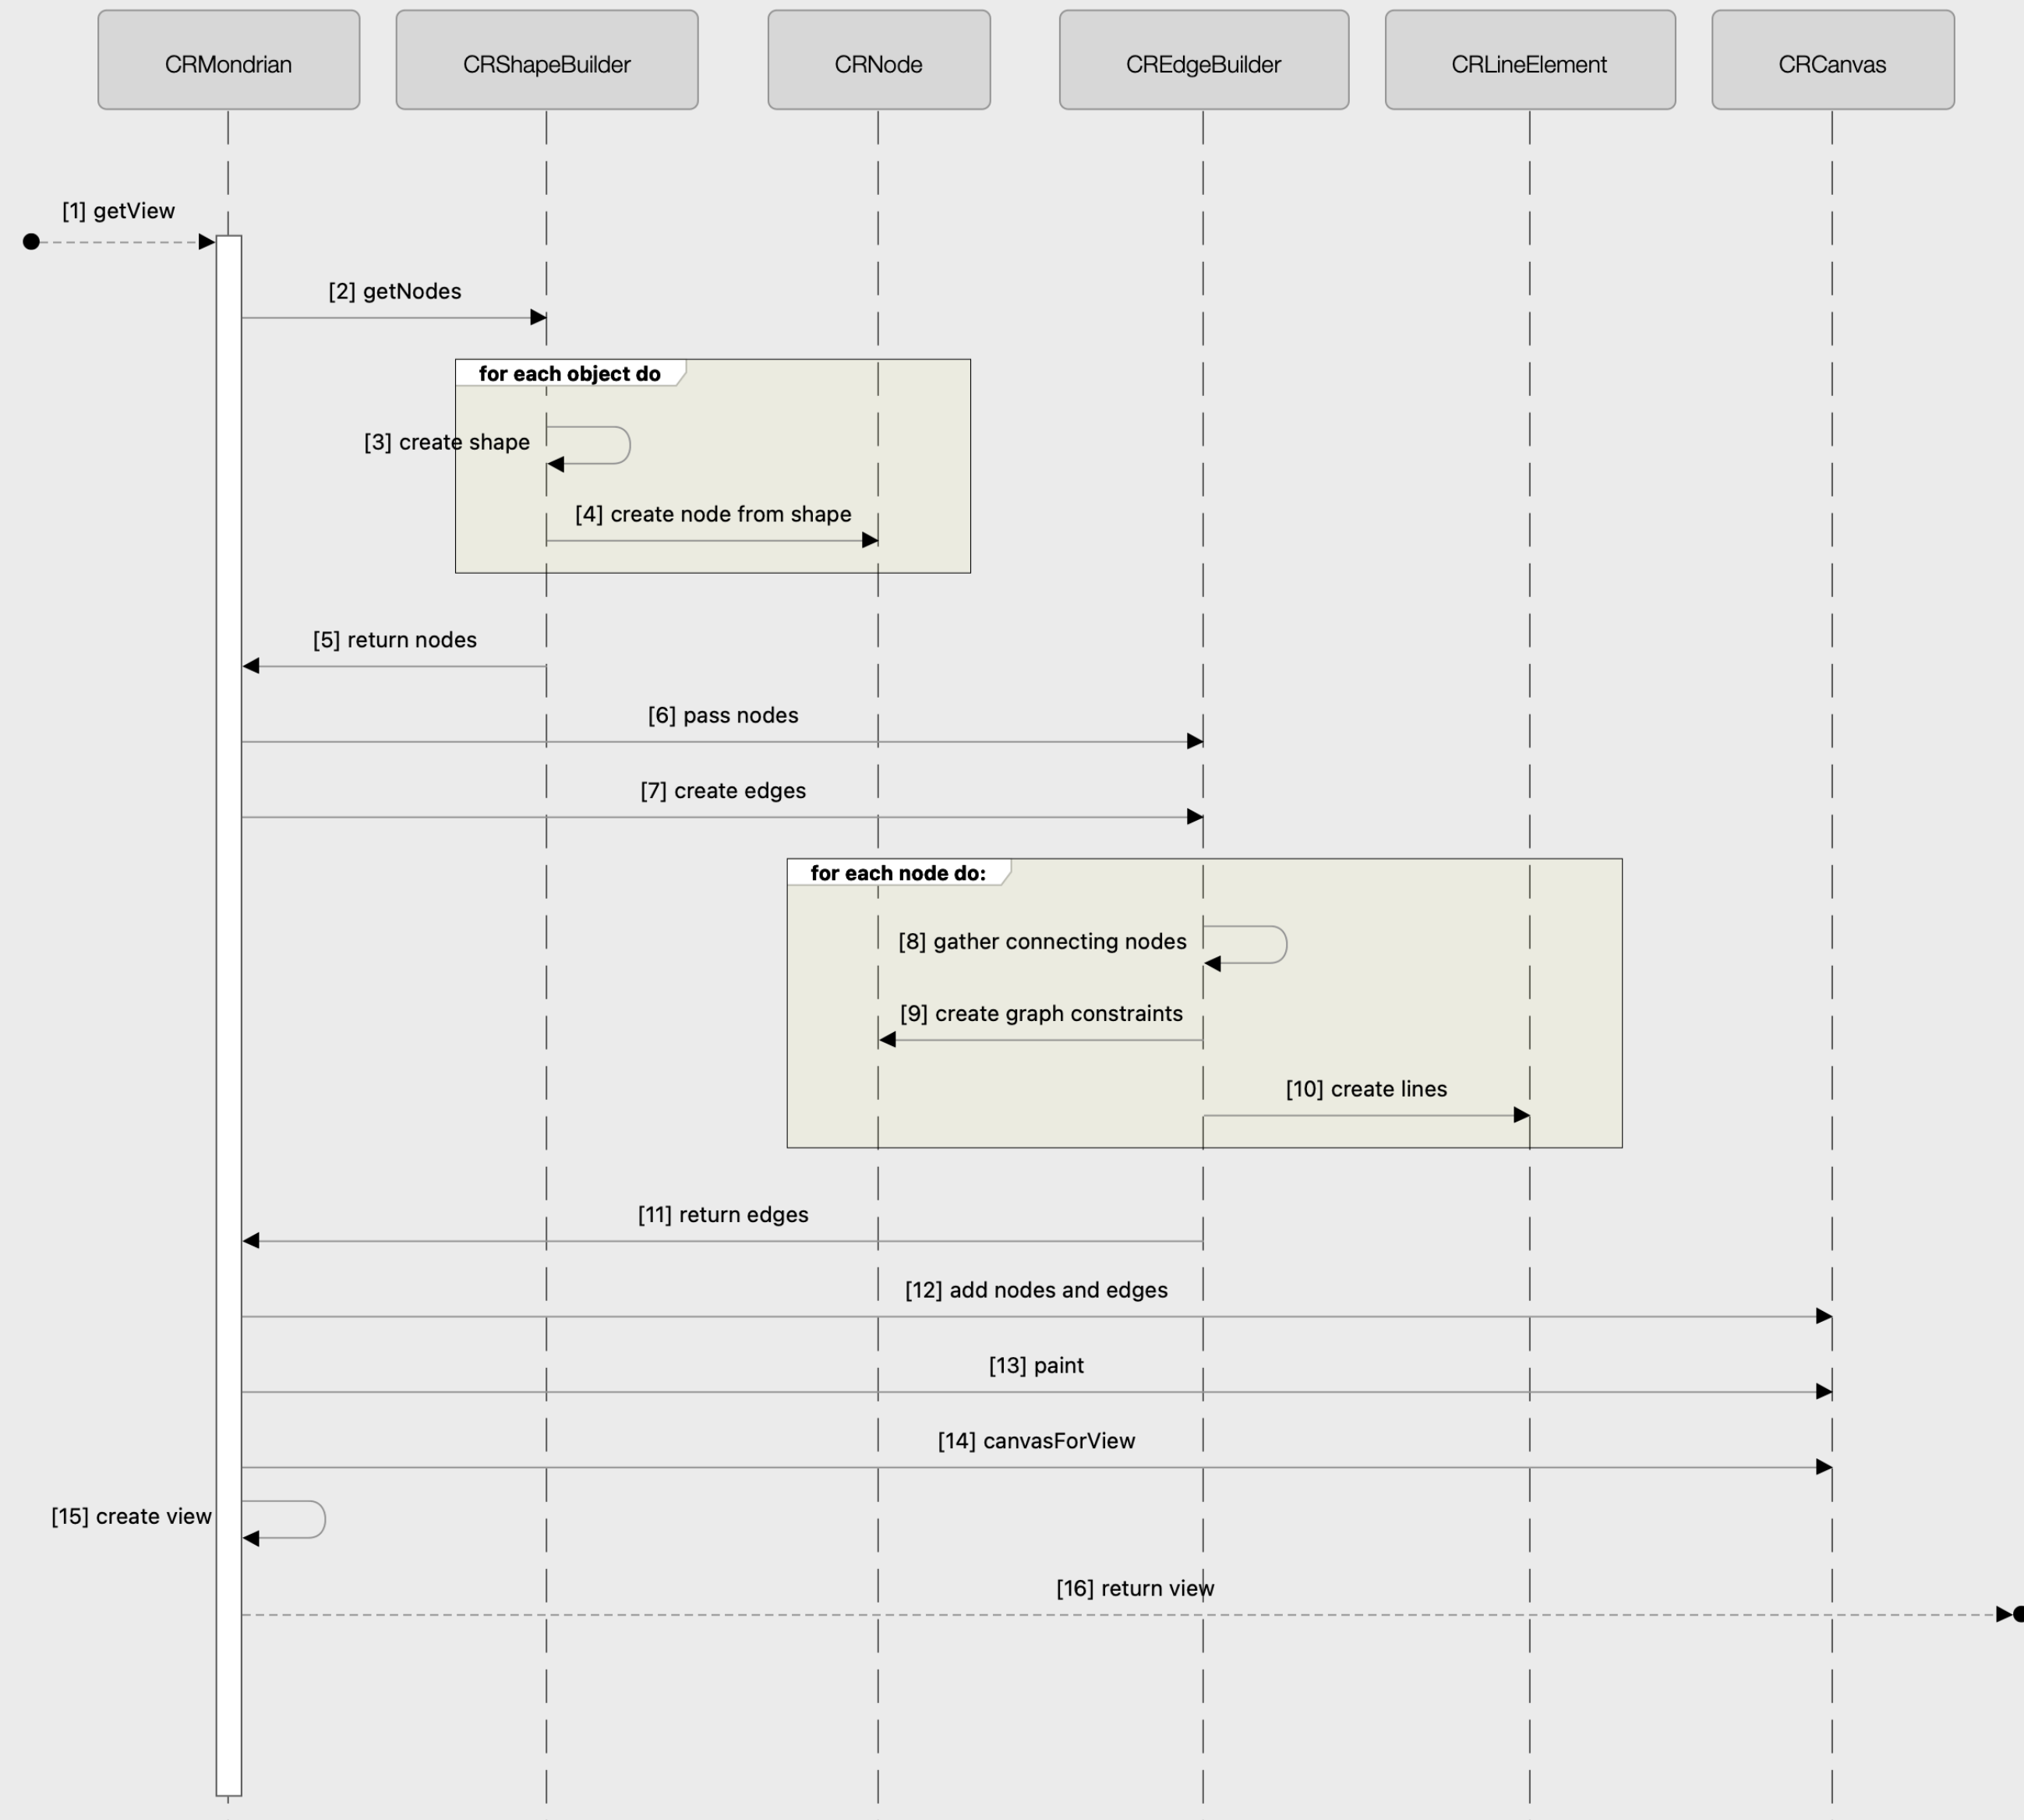 CRMondrian
CRShapeBuilder
CRNode
CREdgeBuilder
CRLineElement
CRCanvas
[1] getView
[2] getNodes
for each object do
[3] create shape
[4] create node from shape
[5] return nodes
[6] pass nodes
[7] create edges
for each node do:
[8] gather connecting nodes
[9] create graph constraints
[10] create lines
[11] return edges
[12] add nodes and edges
[13] paint
[14] canvasForView
[15] create view
[16] return view